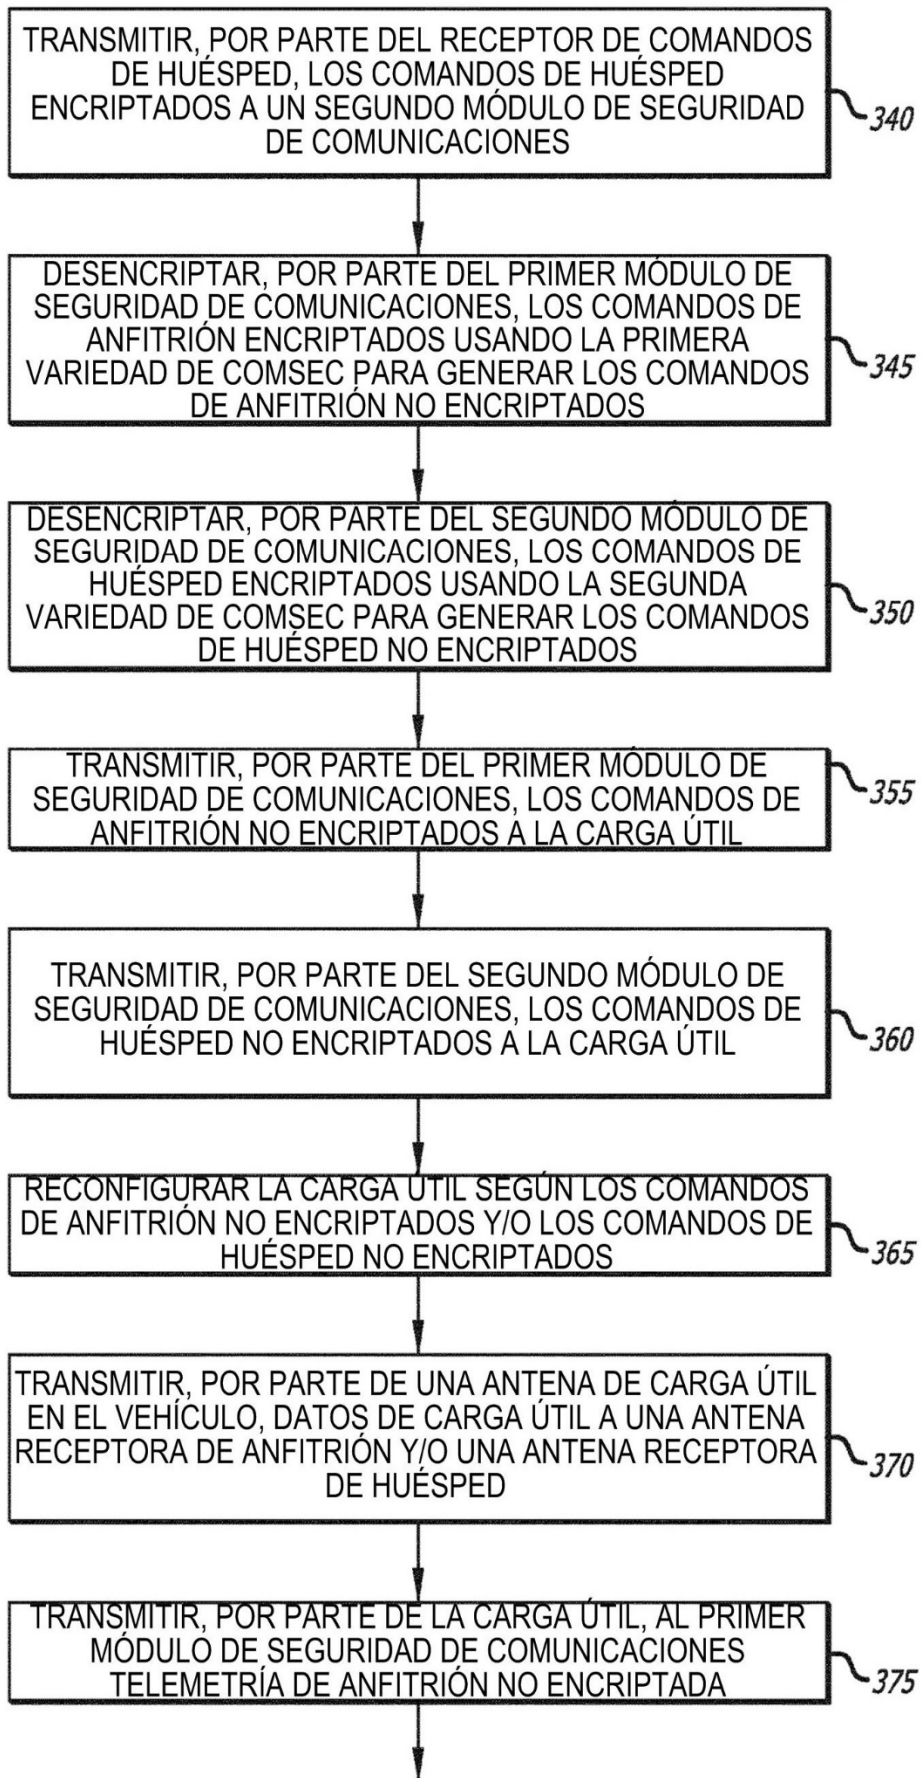 TRANSMITIR, POR PARTE DEL RECEPTOR DE COMANDOS
DE HUÉSPED, LOS COMANDOS DE HUÉSPED
ENCRIPTADOS A UN SEGUNDO MÓDULO DE SEGURIDAD
DE COMUNICACIONES
340
DESENCRIPTAR, POR PARTE DEL PRIMER MÓDULO DE
SEGURIDAD DE COMUNICACIONES, LOS COMANDOS DE
ANFITRIÓN ENCRIPTADOS USANDO LA PRIMERA
VARIEDAD DE COMSEC PARA GENERAR LOS COMANDOS
DE ANFITRIÓN NO ENCRIPTADOS
345
DESENCRIPTAR, POR PARTE DEL SEGUNDO MÓDULO DE
SEGURIDAD DE COMUNICACIONES, LOS COMANDOS DE
HUÉSPED ENCRIPTADOS USANDO LA SEGUNDA
VARIEDAD DE COMSEC PARA GENERAR LOS COMANDOS
DE HUÉSPED NO ENCRIPTADOS
350
TRANSMITIR, POR PARTE DEL PRIMER MÓDULO DE
SEGURIDAD DE COMUNICACIONES, LOS COMANDOS DE
ANFITRIÓN NO ENCRIPTADOS A LA CARGA ÚTIL
355
TRANSMITIR, POR PARTE DEL SEGUNDO MÓDULO DE
SEGURIDAD DE COMUNICACIONES, LOS COMANDOS DE
HUÉSPED NO ENCRIPTADOS A LA CARGA ÚTIL
360
RECONFIGURAR LA CARGA ÚTIL SEGÚN LOS COMANDOS
DE ANFITRIÓN NO ENCRIPTADOS Y/O LOS COMANDOS DE
HUÉSPED NO ENCRIPTADOS
365
TRANSMITIR, POR PARTE DE UNA ANTENA DE CARGA ÚTIL
EN EL VEHÍCULO, DATOS DE CARGA ÚTIL A UNA ANTENA
RECEPTORA DE ANFITRIÓN Y/O UNA ANTENA RECEPTORA
DE HUÉSPED
370
TRANSMITIR, POR PARTE DE LA CARGA ÚTIL, AL PRIMER
MÓDULO DE SEGURIDAD DE COMUNICACIONES
TELEMETRÍA DE ANFITRIÓN NO ENCRIPTADA
375